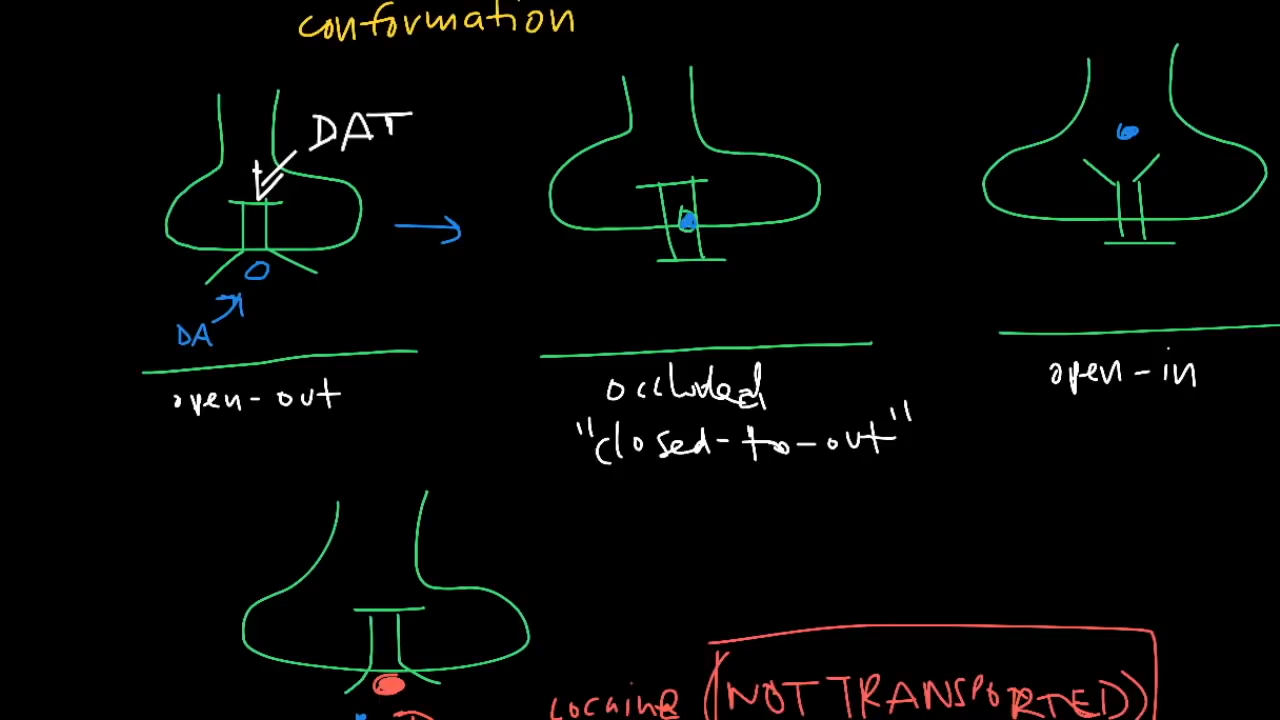 conformation
DAT
DA
open-out
occluded
"closed-to-out"
open-in
cocaine (NOT TRANSPORTED)